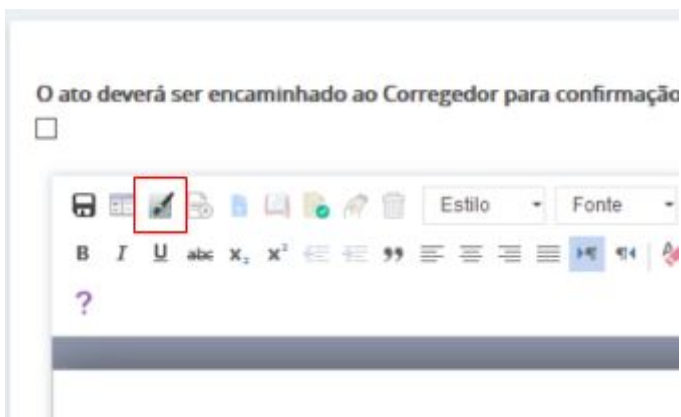 O ato deverá ser encaminhado ao Corregedor para confirmação
Estilo Fonte
B I U abc x₂ x² ”
?